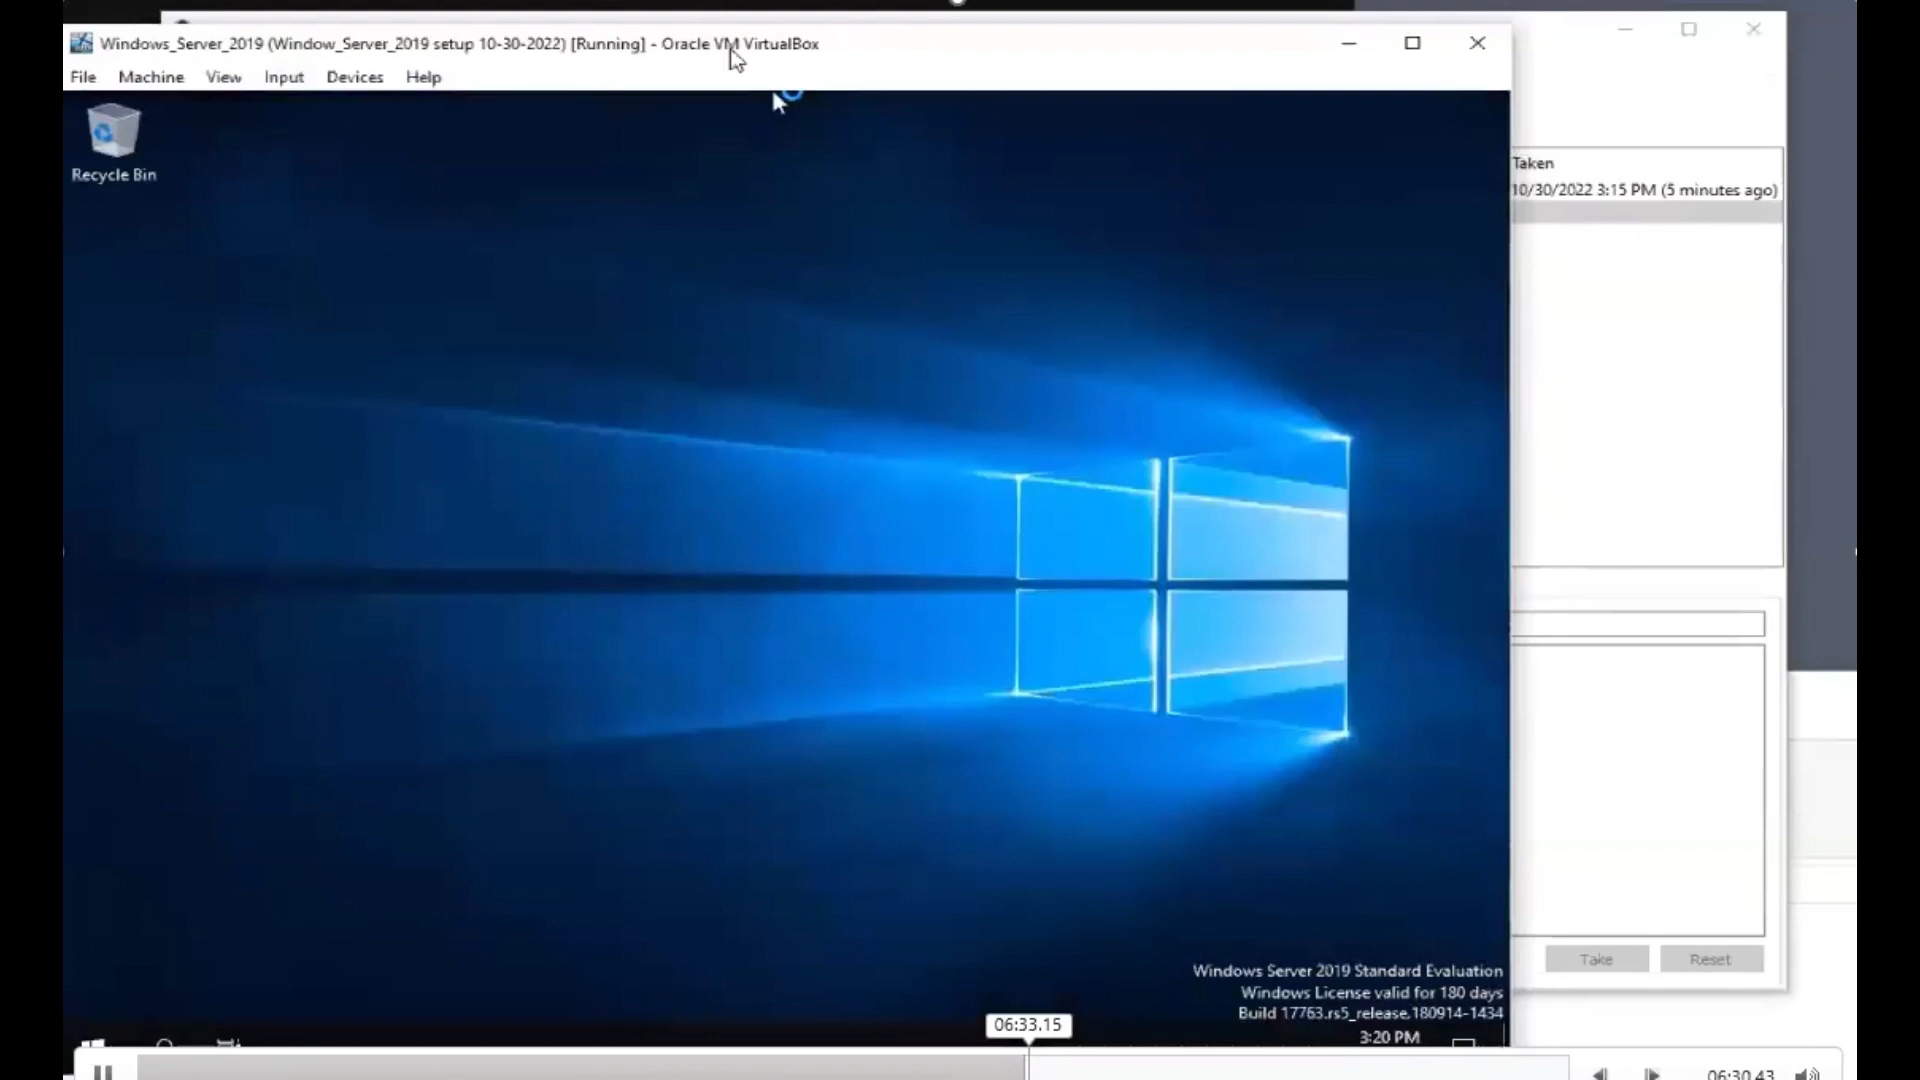 Windows_Server_2019 (Window_Server_2019 setup 10-30-2022) [Running] - Oracle VM VirtualBox
File Machine View Input Devices Help
Recycle Bin
Taken
10/30/2022 3:15 PM (5 minutes ago)
Take Reset
Windows Server 2019 Standard Evaluation
Windows License valid for 180 days
Build 17763.rs5_release.180914-1434
3:20 PM
06:33.15
06:30.43